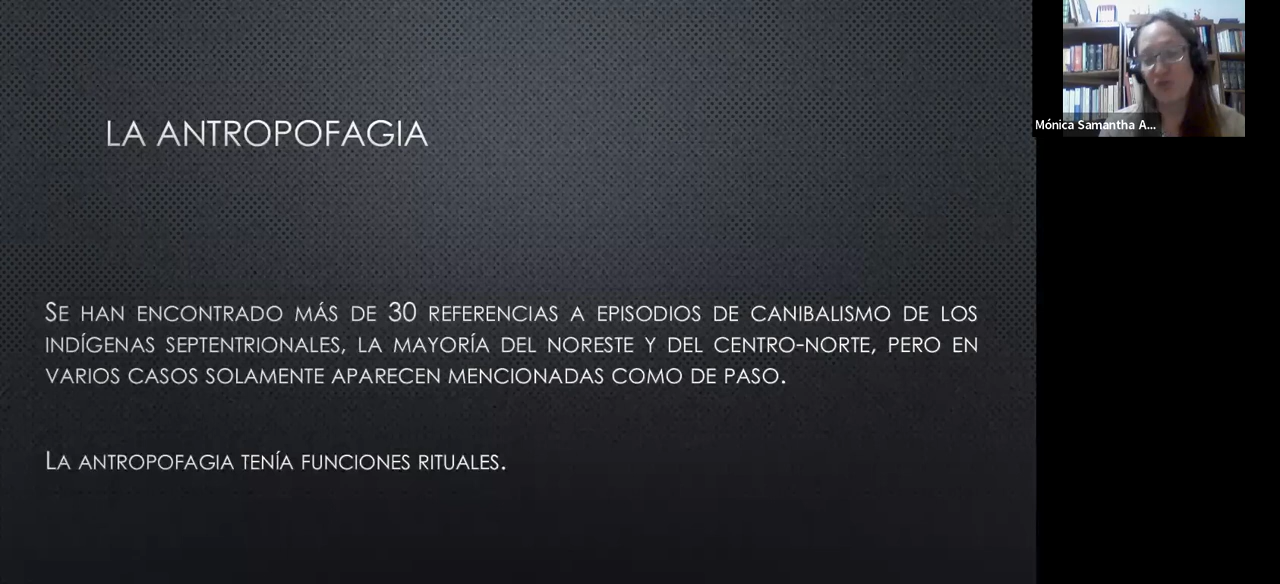 LA ANTROPOFAGIA
Mónica Samantha A...
SE HAN ENCONTRADO MÁS DE 30 REFERENCIAS A EPISODIOS DE CANIBALISMO DE LOS
INDÍGENAS SEPTENTRIONALES, LA MAYORÍA DEL NORESTE Y DEL CENTRO-NORTE, PERO EN
VARIOS CASOS SOLAMENTE APARECEN MENCIONADAS COMO DE PASO.
LA ANTROPOFAGIA TENÍA FUNCIONES RITUALES.